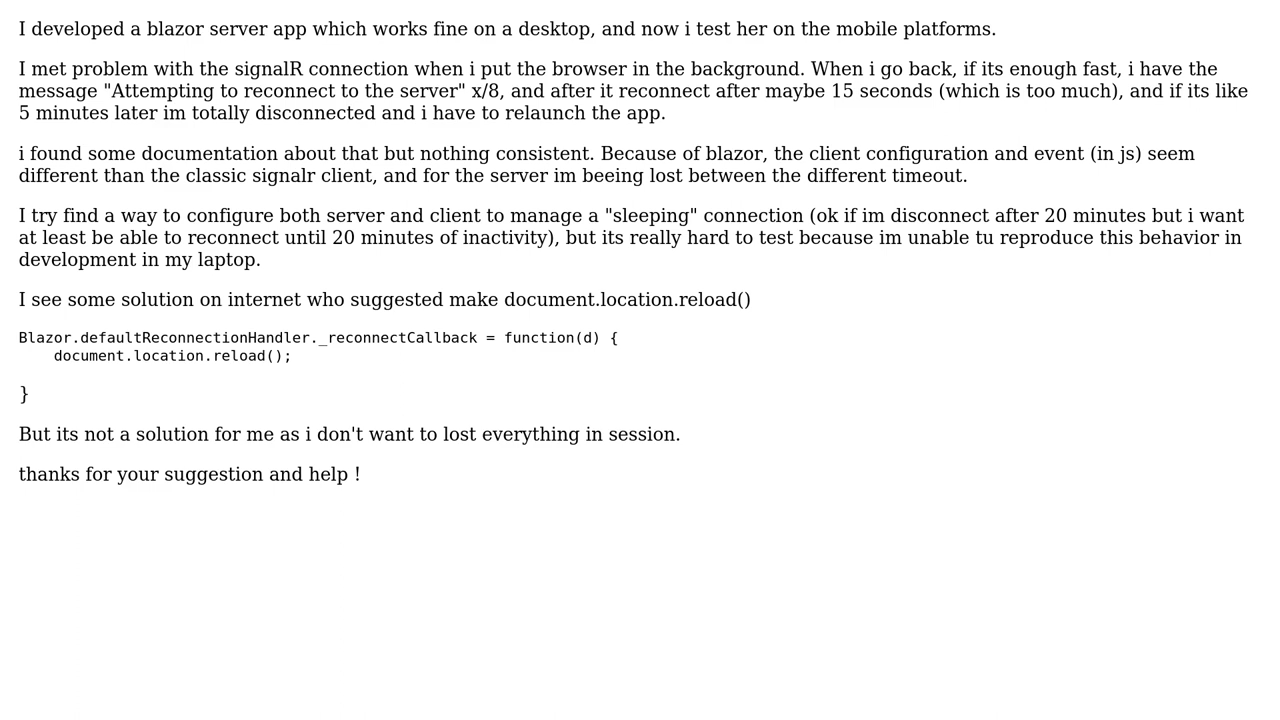 I developed a blazor server app which works fine on a desktop, and now i test her on the mobile platforms.
I met problem with the signalR connection when i put the browser in the background. When i go back, if its enough fast, i have the
message "Attempting to reconnect to the server" x/8, and after it reconnect after maybe 15 seconds (which is too much), and if its like
5 minutes later im totally disconnected and i have to relaunch the app.
i found some documentation about that but nothing consistent. Because of blazor, the client configuration and event (in js) seem
different than the classic signalr client, and for the server im beeing lost between the different timeout.
I try find a way to configure both server and client to manage a "sleeping" connection (ok if im disconnect after 20 minutes but i want
at least be able to reconnect until 20 minutes of inactivity), but its really hard to test because im unable tu reproduce this behavior in
development in my laptop.
I see some solution on internet who suggested make document.location.reload()
Blazor.defaultReconnectionHandler._reconnectCallback = function(d) {
    document.location.reload();
}
But its not a solution for me as i don't want to lost everything in session.
thanks for your suggestion and help !